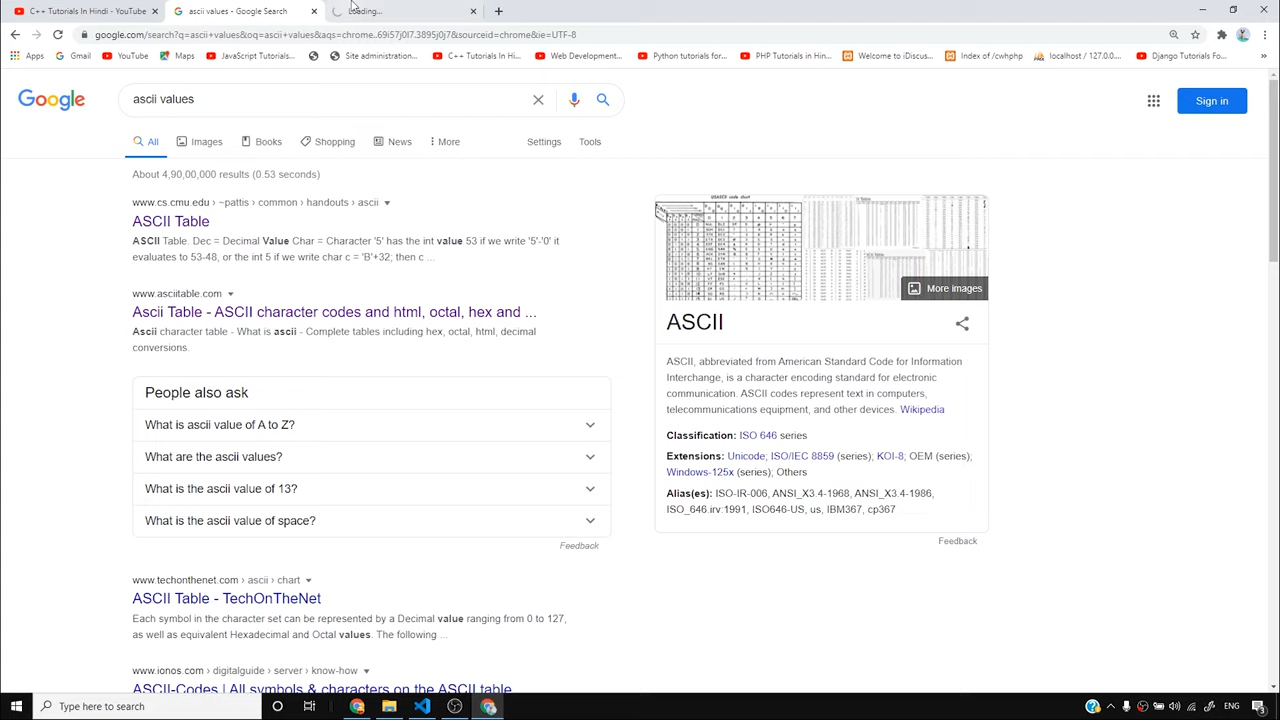 C++ Tutorials In Hindi - YouTube
ascii values - Google Search
Loading...
google.com/search?q=ascii+values&oq=ascii+values&aqs=chrome..69i57j0l7.3895j0j7&sourceid=chrome&ie=UTF-8
Apps Gmail YouTube Maps JavaScript Tutorials... Site administration... C++ Tutorials In H... Web Development... Python tutorials for... PHP Tutorials in Hin... Welcome to iDiscus... Index of /cwhphp localhost / 127.0.0... Django Tutorials Fo... »
Google
ascii values
Sign in
All Images Books Shopping News More Settings Tools
About 4,90,00,000 results (0.53 seconds)
www.cs.cmu.edu › ~pattis › common › handouts › ascii
ASCII Table
ASCII Table. Dec = Decimal Value Char = Character '5' has the int value 53 if we write '5'-'0' it
evaluates to 53-48, or the int 5 if we write char c = 'B'+32; then c ...
www.asciitable.com
Ascii Table - ASCII character codes and html, octal, hex and ...
Ascii character table - What is ascii - Complete tables including hex, octal, html, decimal
conversions.
People also ask
What is ascii value of A to Z?
What are the ascii values?
What is the ascii value of 13?
What is the ascii value of space?
Feedback
www.techonthenet.com › ascii › chart
ASCII Table - TechOnTheNet
Each symbol in the character set can be represented by a Decimal value ranging from 0 to 127,
as well as equivalent Hexadecimal and Octal values. The following ...
www.ionos.com › digitalguide › server › know-how
ASCII-Codes | All symbols & characters on the ASCII table
More images
ASCII
ASCII, abbreviated from American Standard Code for Information
Interchange, is a character encoding standard for electronic
communication. ASCII codes represent text in computers,
telecommunications equipment, and other devices. Wikipedia
Classification: ISO 646 series
Extensions: Unicode; ISO/IEC 8859 (series); KOI-8; OEM (series);
Windows-125x (series); Others
Alias(es): ISO-IR-006, ANSI_X3.4-1968, ANSI_X3.4-1986,
ISO_646.irv:1991, ISO646-US, us, IBM367, cp367
Feedback
Type here to search
ENG